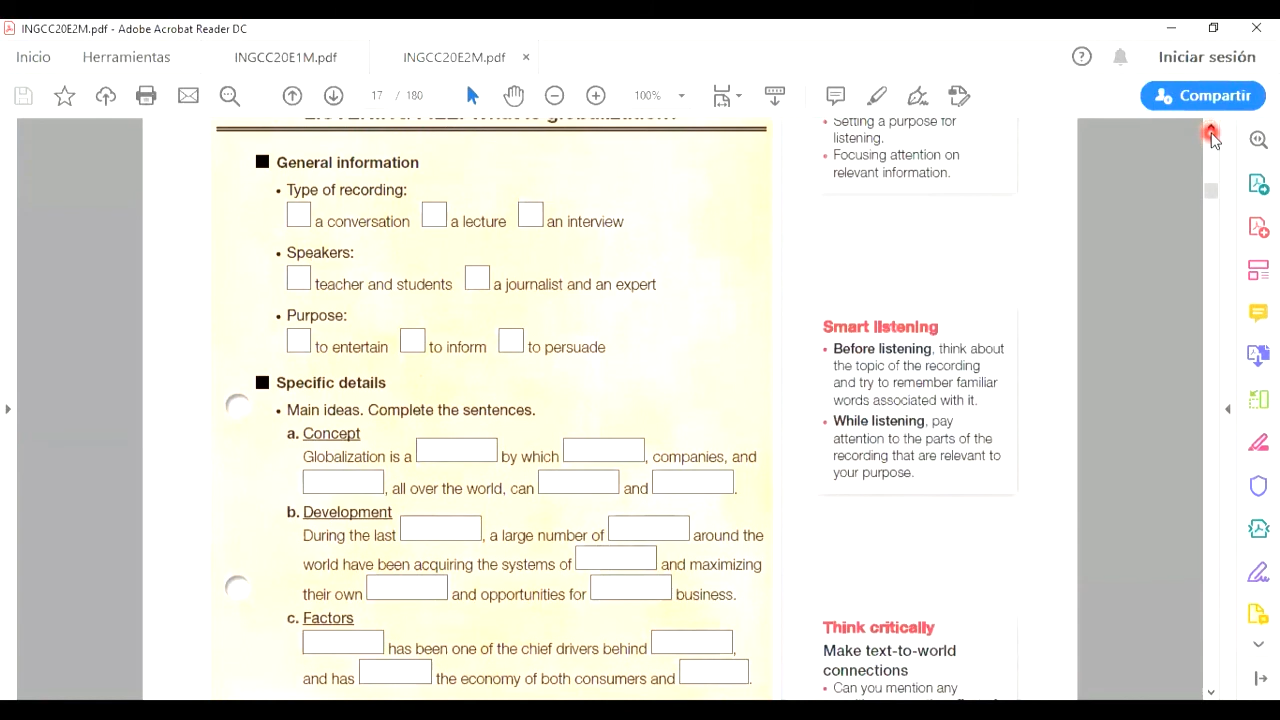 INGCC20E2M.pdf - Adobe Acrobat Reader DC
Inicio Herramientas INGCC20E1M.pdf INGCC20E2M.pdf × Iniciar sesión
17 / 180 100% Compartir
What is globalization?
■ General information
• Type of recording:
a conversation a lecture an interview
• Speakers:
teacher and students a journalist and an expert
• Purpose:
to entertain to inform to persuade
■ Specific details
• Main ideas. Complete the sentences.
a. Concept
Globalization is a by which , companies, and
, all over the world, can and .
b. Development
During the last , a large number of around the
world have been acquiring the systems of and maximizing
their own and opportunities for business.
c. Factors
has been one of the chief drivers behind ,
and has the economy of both consumers and .
• Setting a purpose for
listening.
• Focusing attention on
relevant information.
Smart listening
• Before listening, think about
the topic of the recording
and try to remember familiar
words associated with it.
• While listening, pay
attention to the parts of the
recording that are relevant to
your purpose.
Think critically
Make text-to-world
connections
• Can you mention any